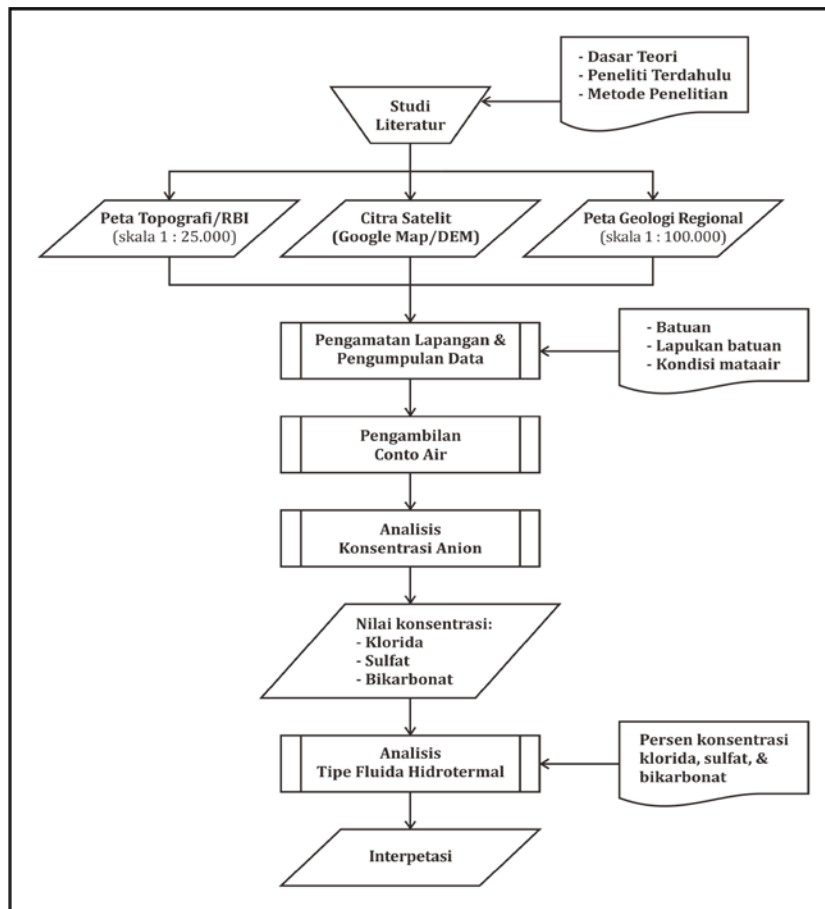 - Dasar Teori
- Peneliti Terdahulu
- Metode Penelitian
Studi
Literatur
Peta Topografi/RBI
(skala 1 : 25.000)
Citra Satelit
(Google Map/DEM)
Peta Geologi Regional
(skala 1 : 100.000)
Pengamatan Lapangan &
Pengumpulan Data
- Batuan
- Lapukan batuan
- Kondisi mataair
Pengambilan
Conto Air
Analisis
Konsentrasi Anion
Nilai konsentrasi:
- Klorida
- Sulfat
- Bikarbonat
Analisis
Tipe Fluida Hidrotermal
Persen konsentrasi
klorida, sulfat, &
bikarbonat
Interpetasi